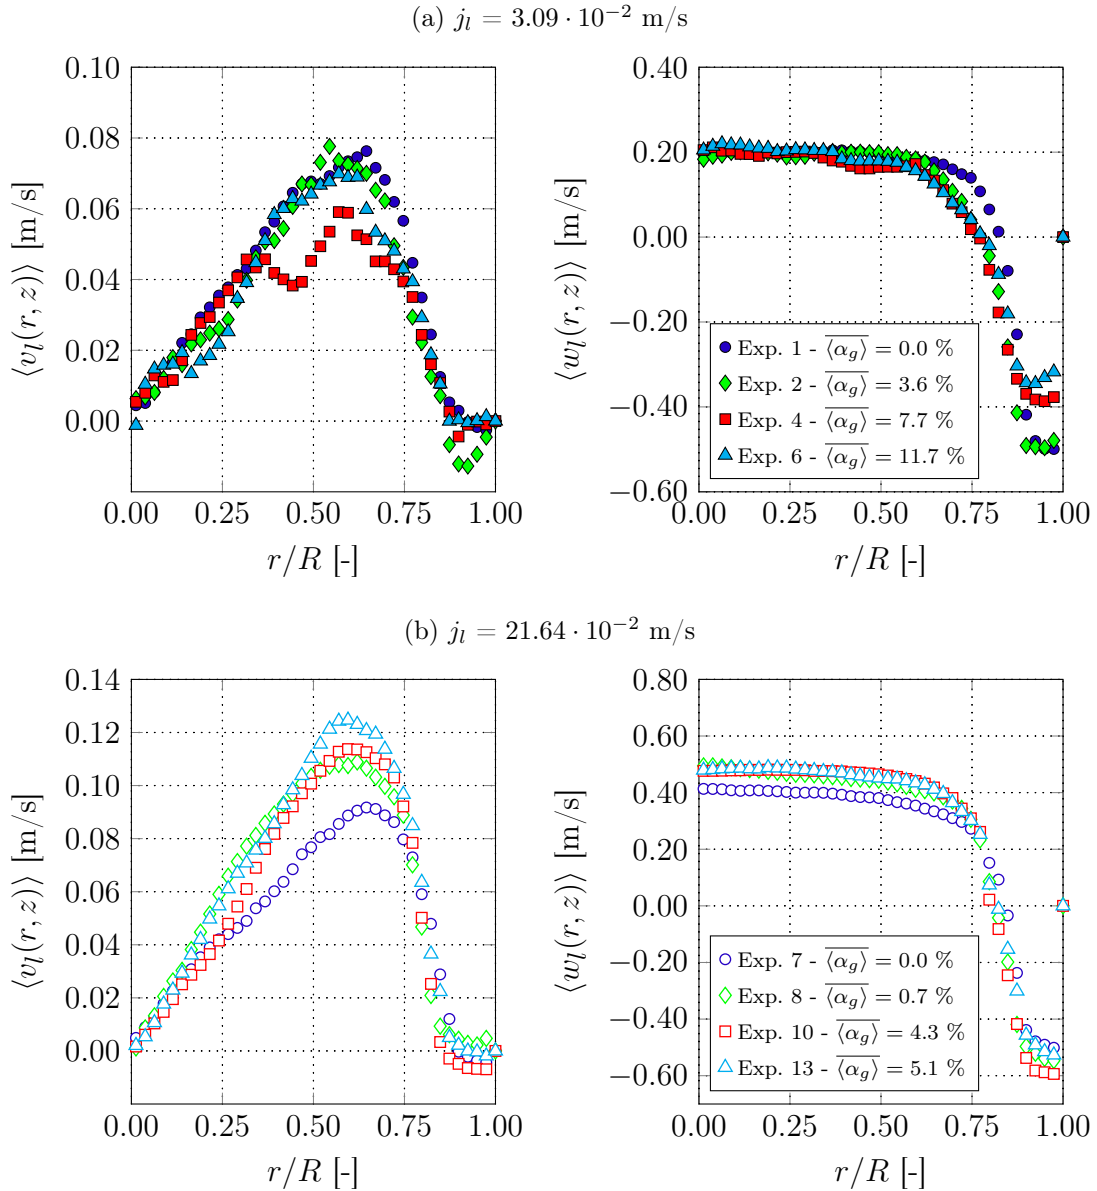 (a) j_l = 3.09 · 10⁻² m/s
0.10
0.08
0.06
0.04
0.02
0.00
⟨v_l(r, z)⟩ [m/s]
0.00 0.25 0.50 0.75 1.00
r/R [-]
0.40
0.20
0.00
−0.20
−0.40
−0.60
⟨w_l(r, z)⟩ [m/s]
Exp. 1 - ⟨α_g⟩ = 0.0 %
Exp. 2 - ⟨α_g⟩ = 3.6 %
Exp. 4 - ⟨α_g⟩ = 7.7 %
Exp. 6 - ⟨α_g⟩ = 11.7 %
0.00 0.25 0.50 0.75 1.00
r/R [-]
(b) j_l = 21.64 · 10⁻² m/s
0.14
0.12
0.10
0.08
0.06
0.04
0.02
0.00
⟨v_l(r, z)⟩ [m/s]
0.00 0.25 0.50 0.75 1.00
r/R [-]
0.80
0.60
0.40
0.20
0.00
−0.20
−0.40
−0.60
⟨w_l(r, z)⟩ [m/s]
Exp. 7 - ⟨α_g⟩ = 0.0 %
Exp. 8 - ⟨α_g⟩ = 0.7 %
Exp. 10 - ⟨α_g⟩ = 4.3 %
Exp. 13 - ⟨α_g⟩ = 5.1 %
0.00 0.25 0.50 0.75 1.00
r/R [-]